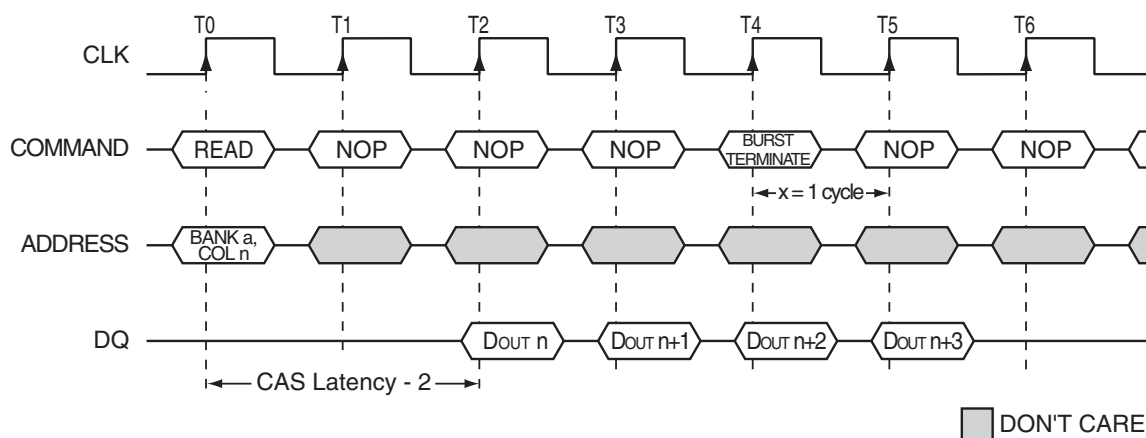 T0 T1 T2 T3 T4 T5 T6
CLK
COMMAND READ NOP NOP NOP BURST TERMINATE NOP NOP
x = 1 cycle
ADDRESS BANK a, COL n
DQ DOUT n DOUT n+1 DOUT n+2 DOUT n+3
CAS Latency - 2
DON'T CARE